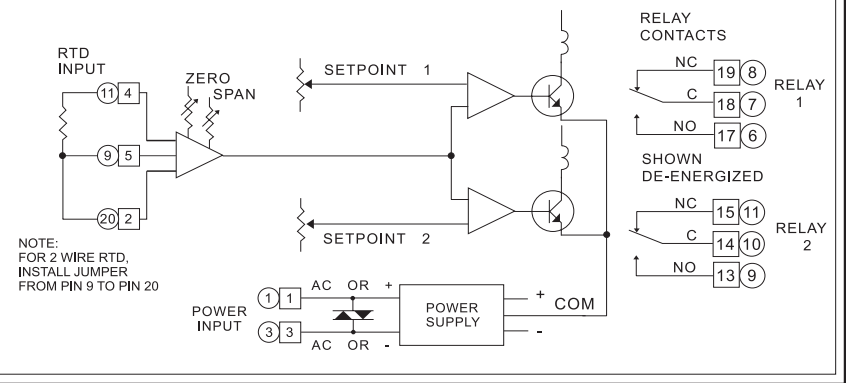 RTD
INPUT
11 4
9 5
20 2
NOTE:
FOR 2 WIRE RTD,
INSTALL JUMPER
FROM PIN 9 TO PIN 20
ZERO
SPAN
SETPOINT 1
SETPOINT 2
POWER
INPUT
1 1
3 3
AC OR +
AC OR -
POWER
SUPPLY
+
COM
-
RELAY
CONTACTS
NC 19 8
C 18 7
NO 17 6
RELAY
1
SHOWN
DE-ENERGIZED
NC 15 11
C 14 10
NO 13 9
RELAY
2